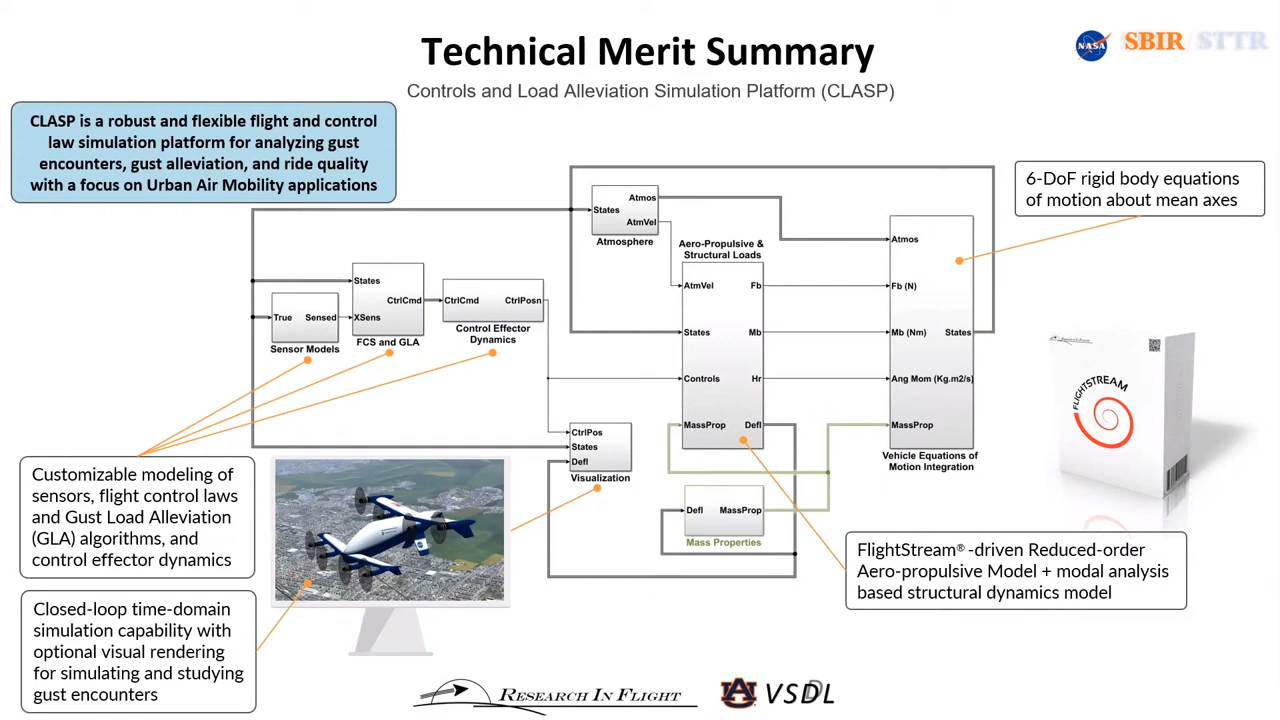 Technical Merit Summary
NASA
SBIR STTR
Controls and Load Alleviation Simulation Platform (CLASP)
CLASP is a robust and flexible flight and control
law simulation platform for analyzing gust
encounters, gust alleviation, and ride quality
with a focus on Urban Air Mobility applications
6-DoF rigid body equations
of motion about mean axes
States
Atmos
AtmVel
Atmosphere
Aero-Propulsive &
Structural Loads
AtmVel
States
Controls
MassProp
Fb
Mb
Hr
Defl
Atmos
Fb (N)
Mb (Nm)
Ang Mom (Kg.m2/s)
MassProp
States
Vehicle Equations of
Motion Integration
True
Sensed
Sensor Models
States
XSens
CtrlCmd
FCS and GLA
CtrlCmd
CtrlPosn
Control Effector
Dynamics
CtrlPos
States
Defl
Visualization
Defl
MassProp
Mass Properties
FLIGHTSTREAM
Customizable modeling of
sensors, flight control laws
and Gust Load Alleviation
(GLA) algorithms, and
control effector dynamics
Closed-loop time-domain
simulation capability with
optional visual rendering
for simulating and studying
gust encounters
FlightStream® -driven Reduced-order
Aero-propulsive Model + modal analysis
based structural dynamics model
RESEARCH IN FLIGHT
VSDDL